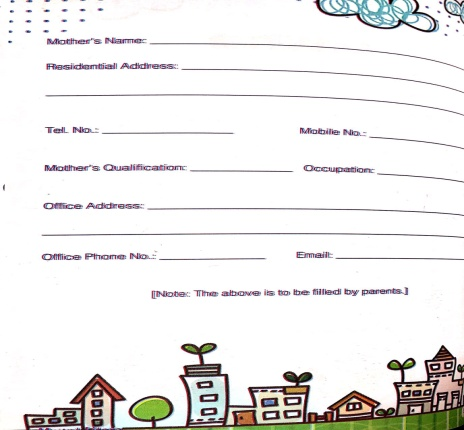 Mother's Name:
Residential Address:
Tel. No.: Mobile No.:
Mother's Qualification: Occupation:
Office Address:
Office Phone No.: Email:
[Note: The above is to be filled by parents.]